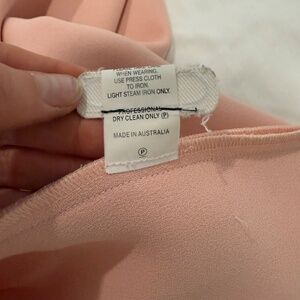 WHEN WEARING.
USE PRESS CLOTH
TO IRON.
LIGHT STEAM IRON ONLY.
PROFESSIONAL
DRY CLEAN ONLY Ⓟ
MADE IN AUSTRALIA
Ⓟ